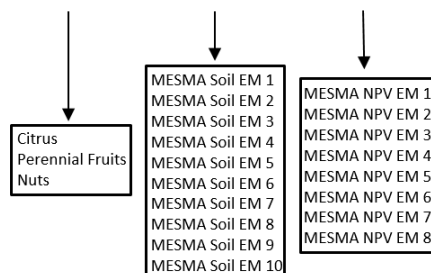 Citrus
Perennial Fruits
Nuts
MESMA Soil EM 1
MESMA Soil EM 2
MESMA Soil EM 3
MESMA Soil EM 4
MESMA Soil EM 5
MESMA Soil EM 6
MESMA Soil EM 7
MESMA Soil EM 8
MESMA Soil EM 9
MESMA Soil EM 10
MESMA NPV EM 1
MESMA NPV EM 2
MESMA NPV EM 3
MESMA NPV EM 4
MESMA NPV EM 5
MESMA NPV EM 6
MESMA NPV EM 7
MESMA NPV EM 8